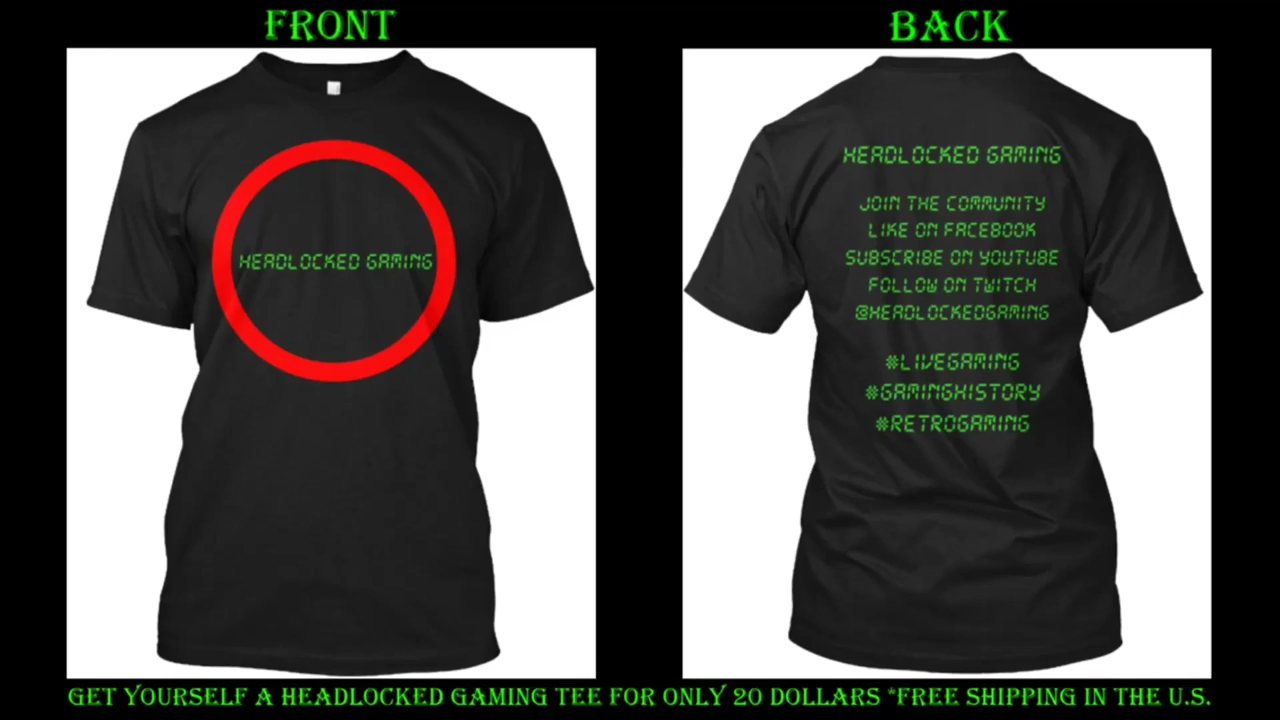 FRONT
BACK
HEADLOCKED GAMING
HEADLOCKED GAMING
JOIN THE COMMUNITY
LIKE ON FACEBOOK
SUBSCRIBE ON YOUTUBE
FOLLOW ON TWITCH
@HEADLOCKEDGAMING
#LIVEGAMING
#GAMINGHISTORY
#RETROGAMING
GET YOURSELF A HEADLOCKED GAMING TEE FOR ONLY 20 DOLLARS *FREE SHIPPING IN THE U.S.